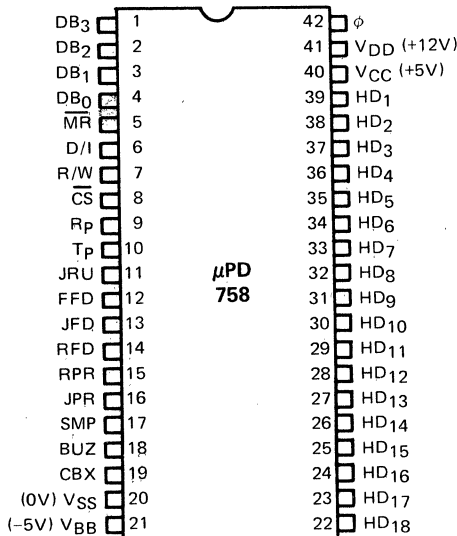 DB3 1 42 ϕ
DB2 2 41 VDD (+12V)
DB1 3 40 VCC (+5V)
DB0 4 39 HD1
M̅R̅ 5 38 HD2
D/I 6 37 HD3
R/W 7 36 HD4
C̅S̅ 8 35 HD5
RP 9 34 HD6
TP 10 33 HD7
JRU 11 32 HD8
FFD 12 31 HD9
JFD 13 30 HD10
RFD 14 29 HD11
RPR 15 28 HD12
JPR 16 27 HD13
SMP 17 26 HD14
BUZ 18 25 HD15
CBX 19 24 HD16
(0V) VSS 20 23 HD17
(−5V) VBB 21 22 HD18
μPD
758